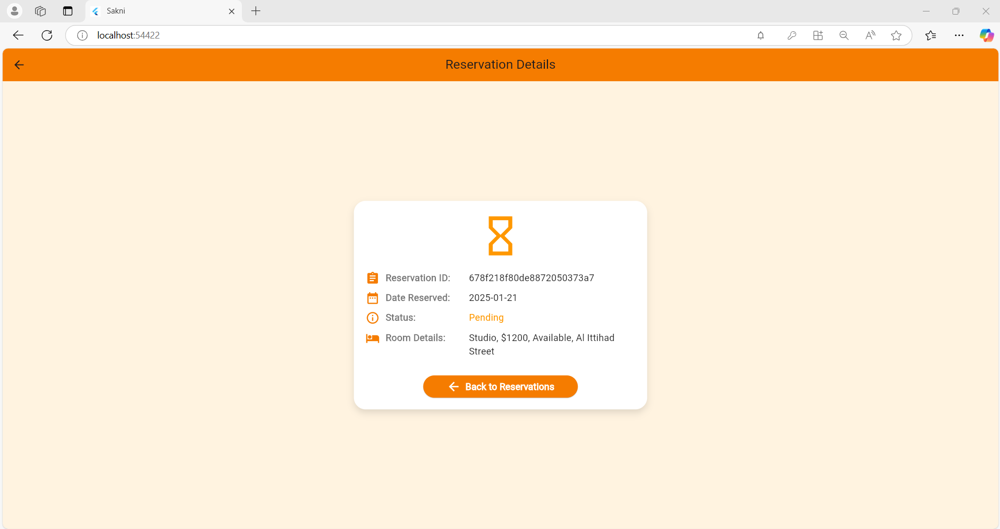 Sakni
localhost:54422
Reservation Details
Reservation ID: 678f218f80de8872050373a7
Date Reserved: 2025-01-21
Status: Pending
Room Details: Studio, $1200, Available, Al Ittihad
Street
Back to Reservations